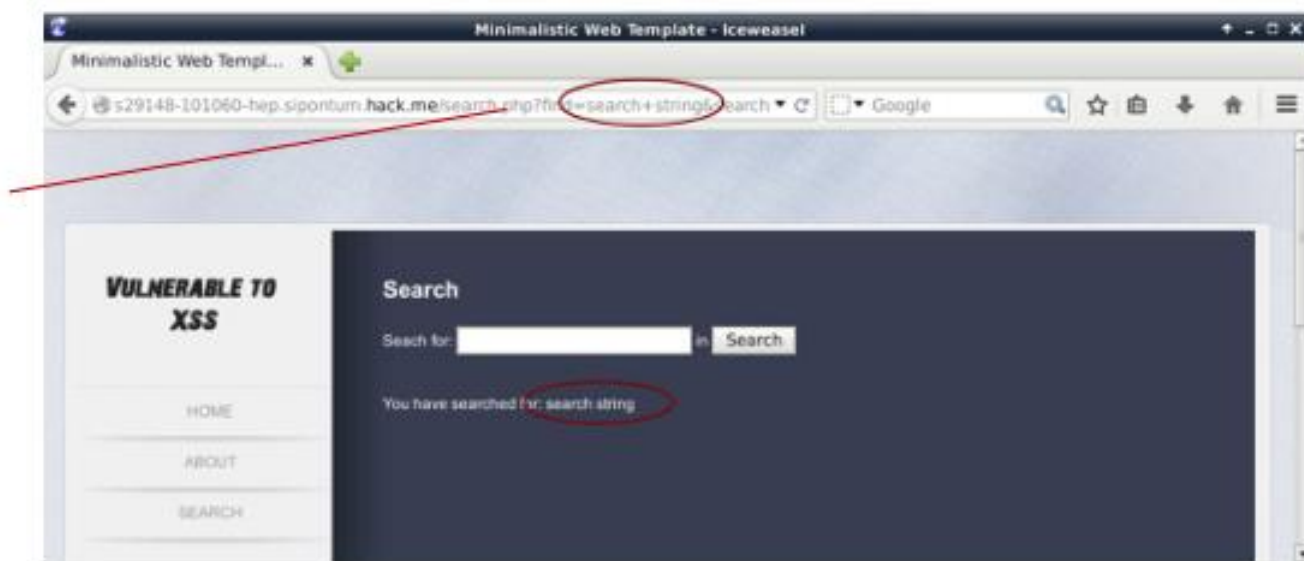 Minimalistic Web Template - Iceweasel
Minimalistic Web Templ...
s29148-101060-hep.sipontum.hack.me/search.php?find=search+string&search
Google
VULNERABLE TO
XSS
HOME
ABOUT
SEARCH
Search
Seach for: in Search
You have searched for: search string